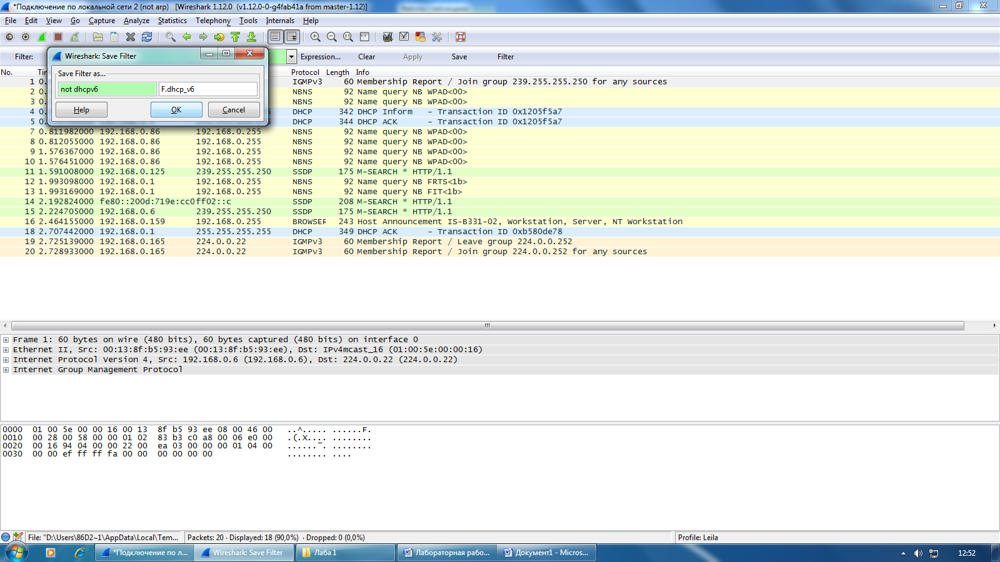 *Подключение по локальной сети 2 (not arp) [Wireshark 1.12.0 (v1.12.0-0-g4fab41a from master-1.12)]
File Edit View Go Capture Analyze Statistics Telephony Tools Internals Help
Filter: Expression... Clear Apply Save Filter
Wireshark: Save Filter
Save Filter as...
not dhcpv6 F.dhcp_v6
Help OK Cancel
No. Protocol Length Info
1 0. IGMPv3 60 Membership Report / Join group 239.255.255.250 for any sources
2 0. NBNS 92 Name query NB WPAD<00>
3 0. NBNS 92 Name query NB WPAD<00>
4 0. DHCP 342 DHCP Inform - Transaction ID 0x1205f5a7
5 0. DHCP 344 DHCP ACK - Transaction ID 0x1205f5a7
7 0.811982000 192.168.0.86 192.168.0.255 NBNS 92 Name query NB WPAD<00>
8 0.812055000 192.168.0.86 192.168.0.255 NBNS 92 Name query NB WPAD<00>
9 1.576367000 192.168.0.86 192.168.0.255 NBNS 92 Name query NB WPAD<00>
10 1.576451000 192.168.0.86 192.168.0.255 NBNS 92 Name query NB WPAD<00>
11 1.591008000 192.168.0.125 239.255.255.250 SSDP 175 M-SEARCH * HTTP/1.1
12 1.993098000 192.168.0.1 192.168.0.255 NBNS 92 Name query NB FRTS<1b>
13 1.993169000 192.168.0.1 192.168.0.255 NBNS 92 Name query NB FIT<1b>
14 2.192824000 fe80::200d:719e:cc0 ff02::c SSDP 208 M-SEARCH * HTTP/1.1
15 2.224705000 192.168.0.6 239.255.255.250 SSDP 175 M-SEARCH * HTTP/1.1
16 2.464155000 192.168.0.159 192.168.0.255 BROWSER 243 Host Announcement IS-B331-02, Workstation, Server, NT Workstation
18 2.707442000 192.168.0.1 255.255.255.255 DHCP 349 DHCP ACK - Transaction ID 0xb580de78
19 2.725139000 192.168.0.165 224.0.0.22 IGMPv3 60 Membership Report / Leave group 224.0.0.252
20 2.728933000 192.168.0.165 224.0.0.22 IGMPv3 60 Membership Report / Join group 224.0.0.252 for any sources
Frame 1: 60 bytes on wire (480 bits), 60 bytes captured (480 bits) on interface 0
Ethernet II, Src: 00:13:8f:b5:93:ee (00:13:8f:b5:93:ee), Dst: IPv4mcast_16 (01:00:5e:00:00:16)
Internet Protocol Version 4, Src: 192.168.0.6 (192.168.0.6), Dst: 224.0.0.22 (224.0.0.22)
Internet Group Management Protocol
0000 01 00 5e 00 00 16 00 13 8f b5 93 ee 08 00 46 00 ..^..... ......F.
0010 00 28 00 58 00 00 01 02 83 b3 c0 a8 00 06 e0 00 .(.X.... ........
0020 00 16 94 04 00 00 22 00 ea 03 00 00 00 01 04 00 ......". ........
0030 00 00 ef ff ff fa 00 00 00 00 00 00 ........ ....
File: "D:\Users\86D2~1\AppData\Local\Tem... Packets: 20 · Displayed: 18 (90,0%) · Dropped: 0 (0,0%) Profile: Leila
*Подключение по л... Wireshark: Save Filter Лаба 1 Лабораторная рабо... Документ1 - Micros... 12:52